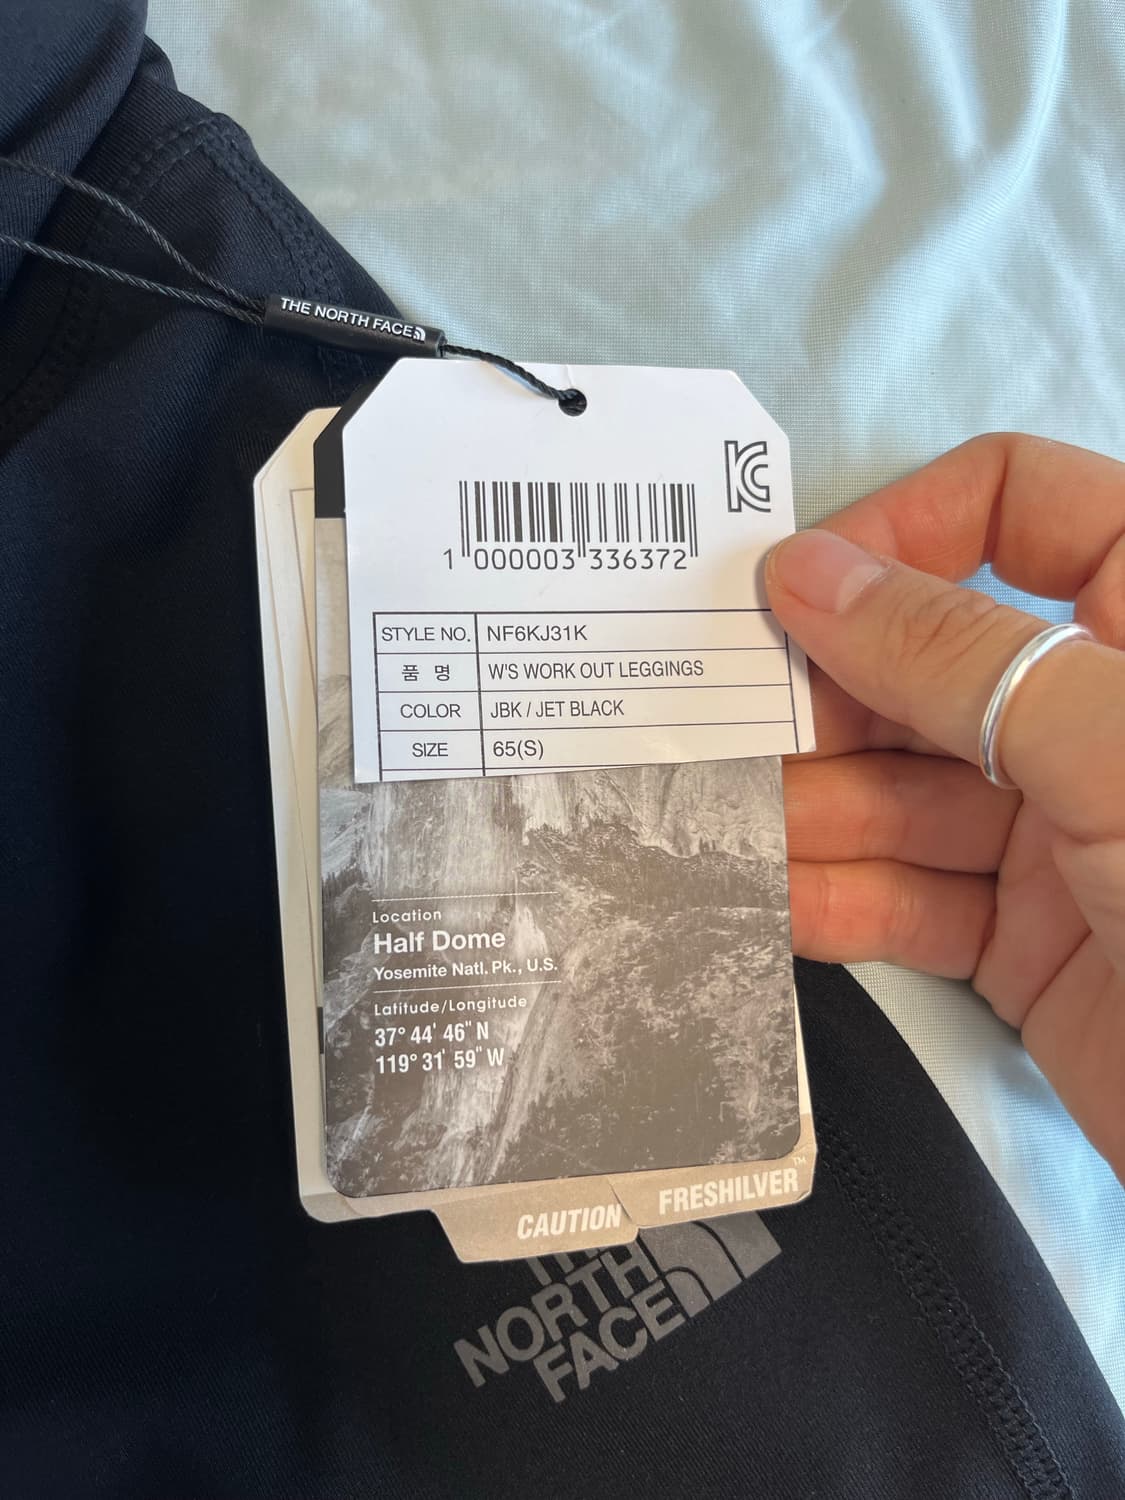 THE NORTH FACE
KC
1 000003 336372
STYLE NO. NF6KJ31K
품 명 W'S WORK OUT LEGGINGS
COLOR JBK / JET BLACK
SIZE 65(S)
Location
Half Dome
Yosemite Natl. Pk., U.S.
Latitude/Longitude
37° 44' 46" N
119° 31' 59" W
CAUTION FRESHILVER™
THE
NORTH
FACE